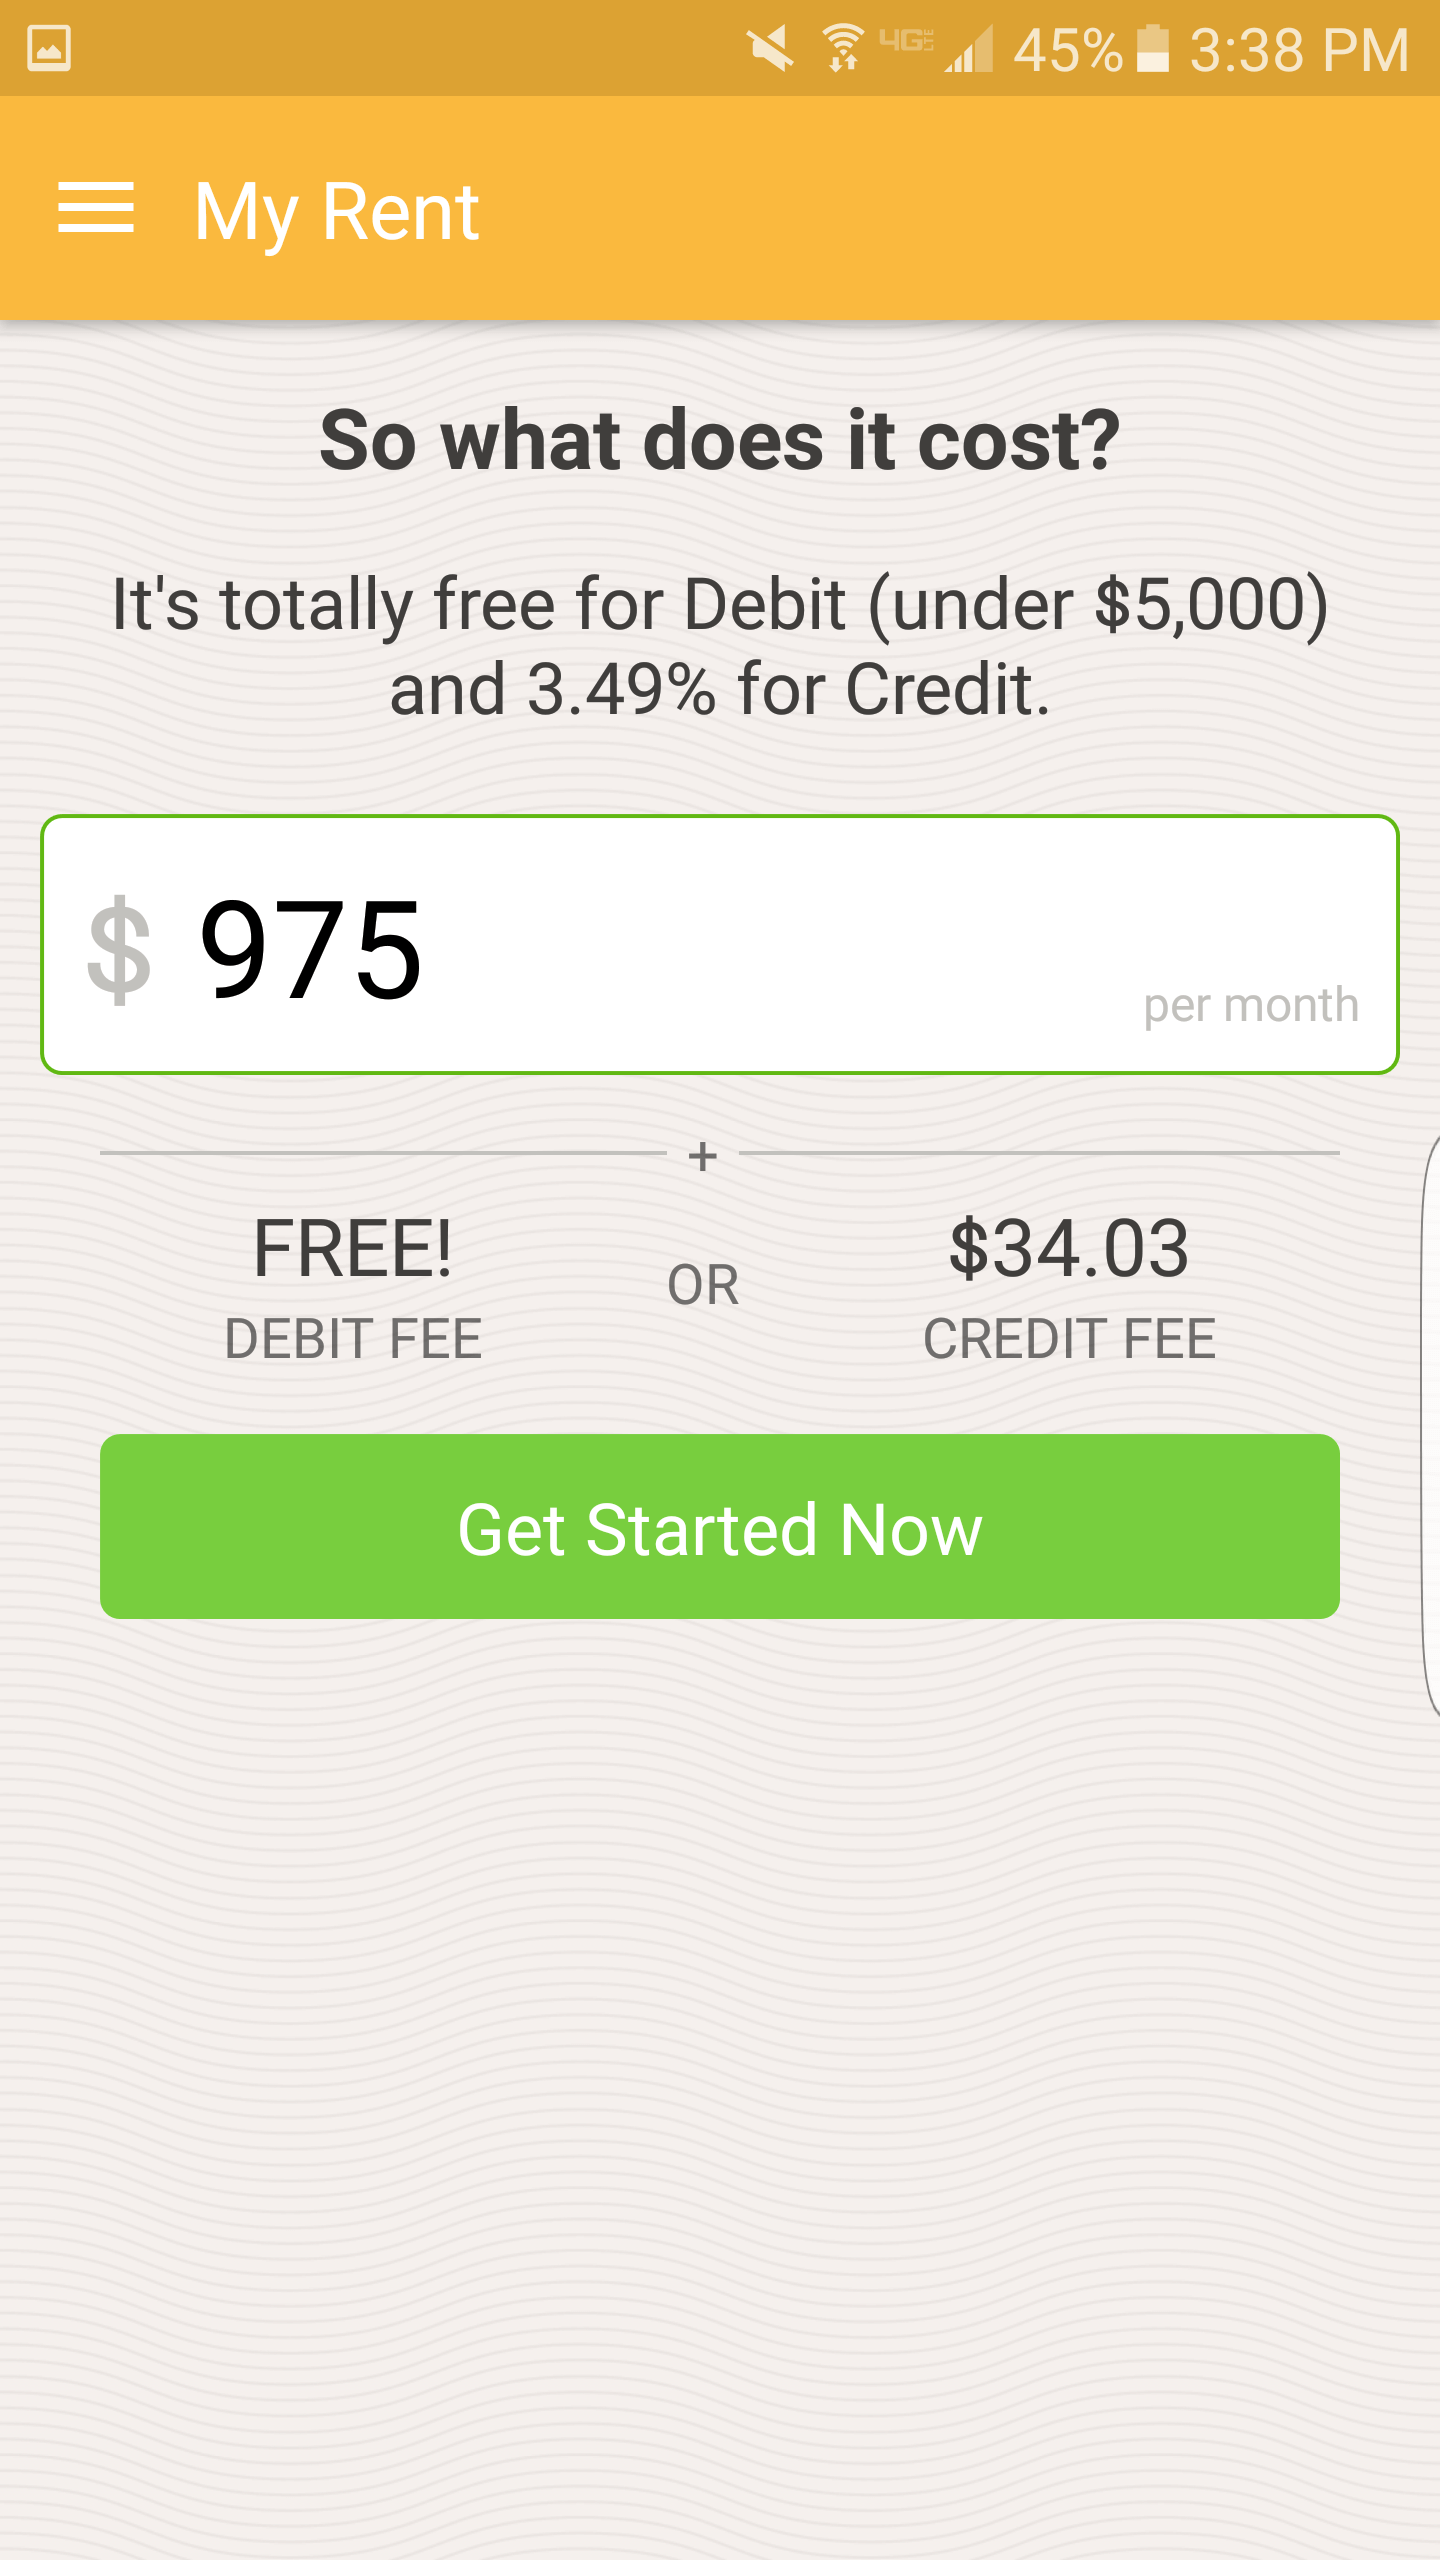 4G LTE 45% 3:38 PM
My Rent
So what does it cost?
It's totally free for Debit (under $5,000)
and 3.49% for Credit.
$ 975
per month
+
FREE! OR $34.03
DEBIT FEE CREDIT FEE
Get Started Now